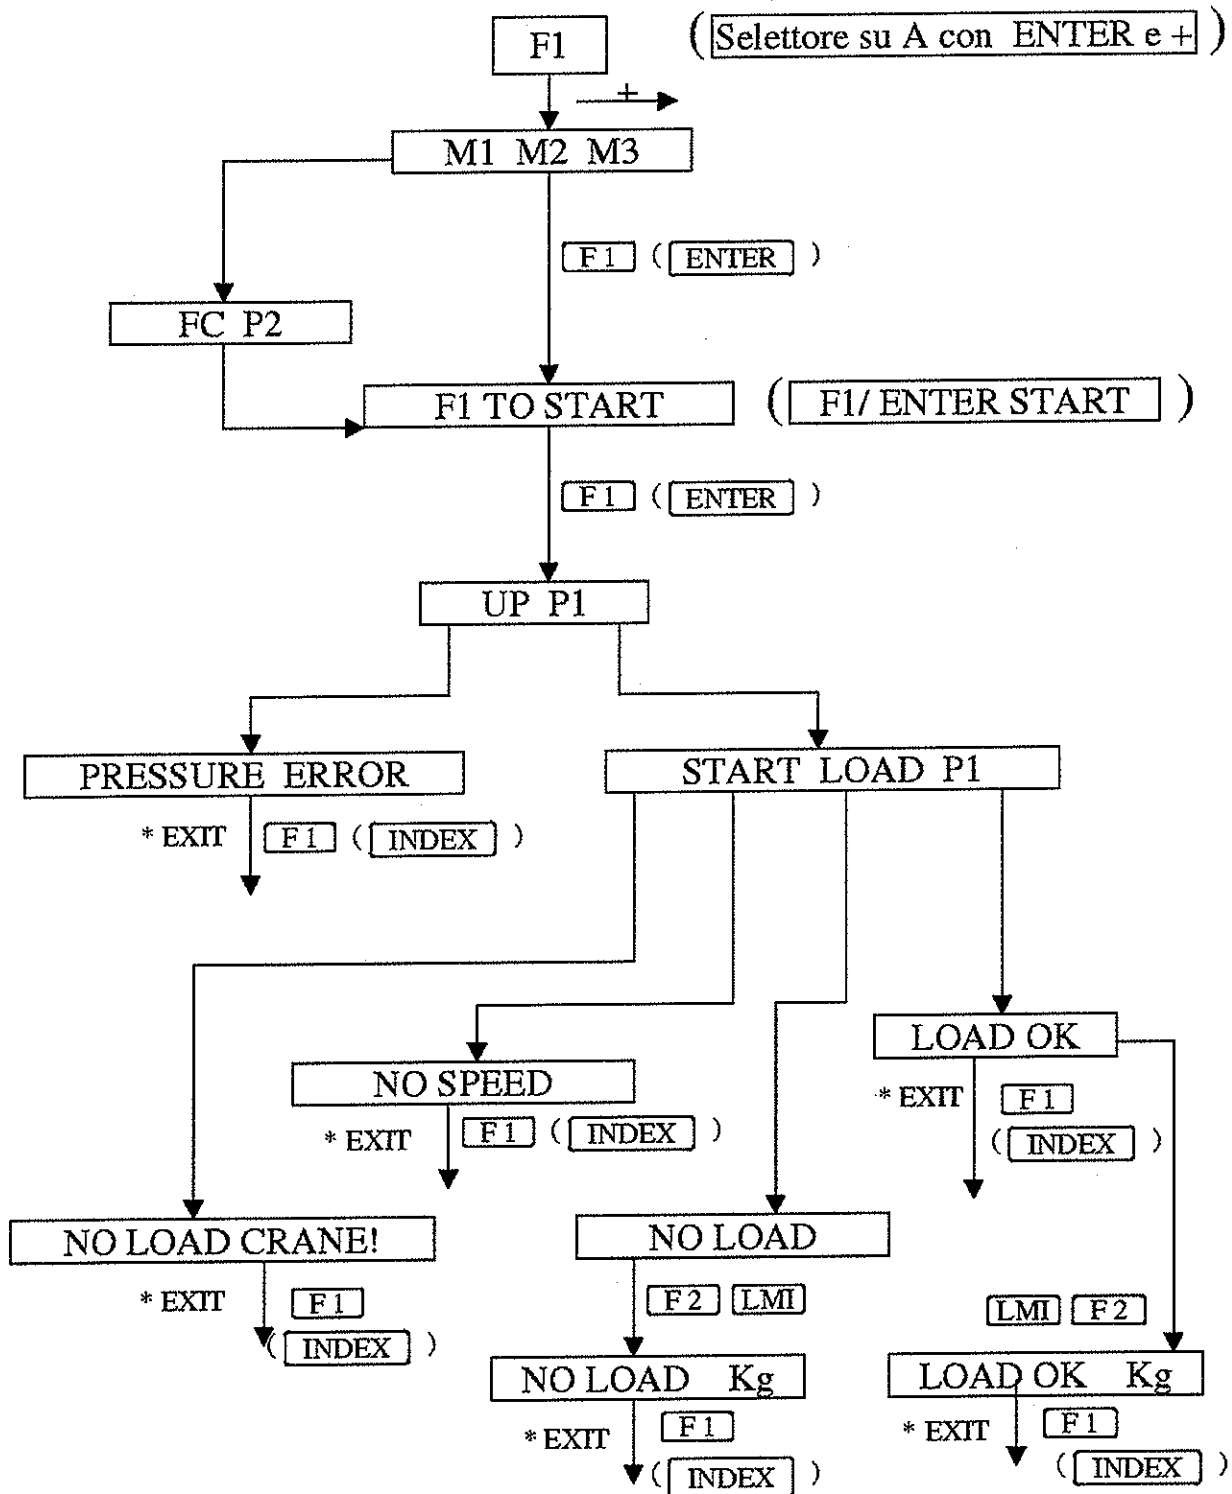 F1
( Selettore su A con ENTER e + )
+
M1 M2 M3
F1 ( ENTER )
FC P2
F1 TO START
( F1/ ENTER START )
F1 ( ENTER )
UP P1
PRESSURE ERROR
START LOAD P1
* EXIT F1 ( INDEX )
LOAD OK
NO SPEED
* EXIT F1
( INDEX )
* EXIT F1 ( INDEX )
NO LOAD CRANE!
NO LOAD
* EXIT F1
( INDEX )
F2 LMI
LMI F2
NO LOAD Kg
LOAD OK Kg
* EXIT F1
( INDEX )
* EXIT F1
( INDEX )